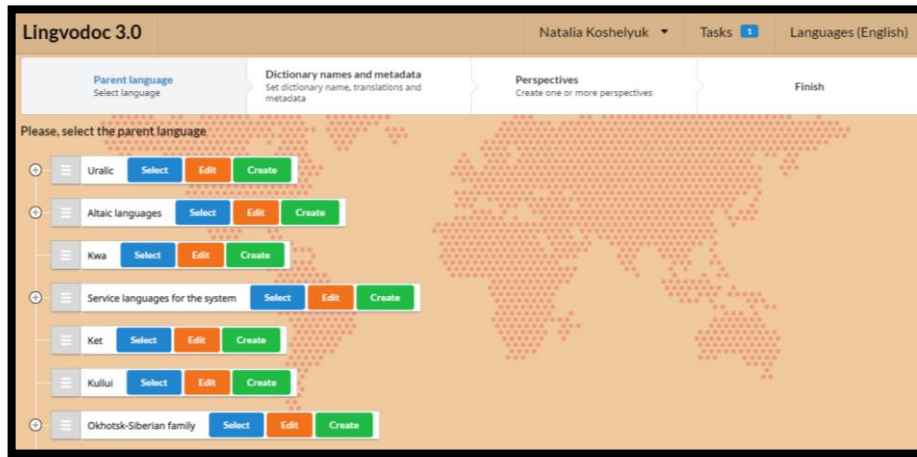 Lingvodoc 3.0
Natalia Koshelyuk
Tasks 1
Languages (English)
Parent language
Select language
Dictionary names and metadata
Set dictionary name, translations and
metadata
Perspectives
Create one or more perspectives
Finish
Please, select the parent language
Uralic Select Edit Create
Altaic languages Select Edit Create
Kwa Select Edit Create
Service languages for the system Select Edit Create
Ket Select Edit Create
Kullui Select Edit Create
Okhotsk-Siberian family Select Edit Create